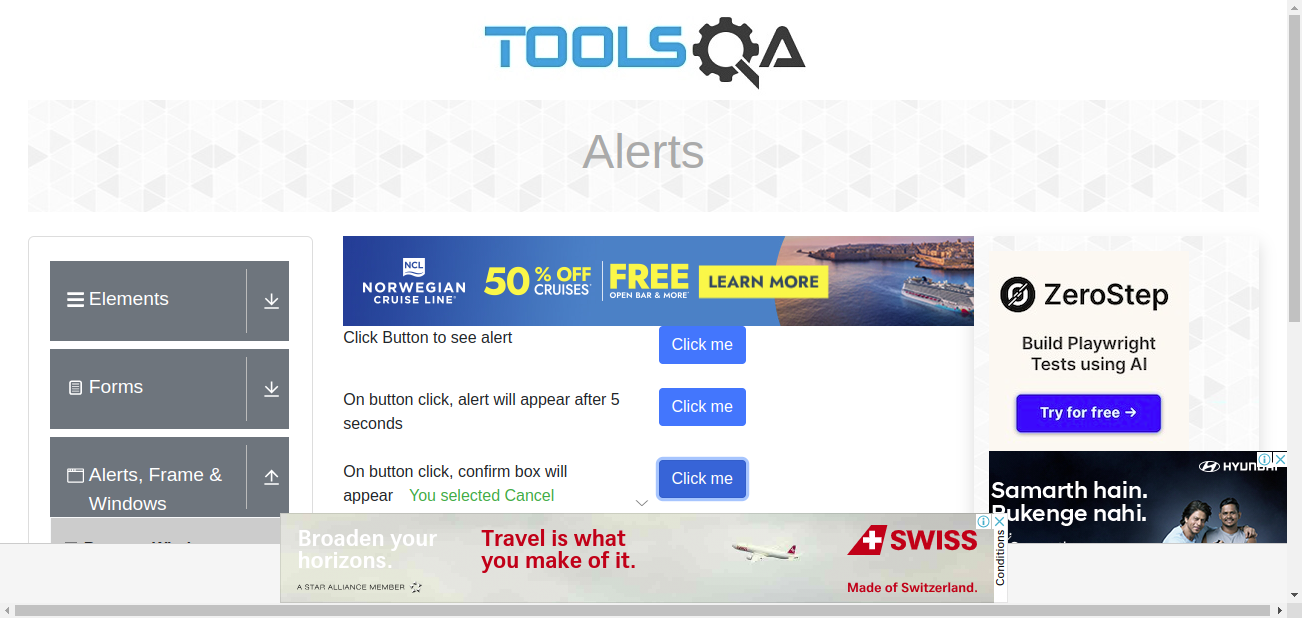 TOOLSQA
Alerts
Elements
Forms
Alerts, Frame &
Windows
NCL
NORWEGIAN
CRUISE LINE
50% OFF
CRUISES*
FREE
OPEN BAR & MORE*
LEARN MORE
Click Button to see alert
Click me
On button click, alert will appear after 5
seconds
Click me
On button click, confirm box will
appear You selected Cancel
Click me
ZeroStep
Build Playwright
Tests using AI
Try for free →
HYUNDAI
Samarth hain.
Rukenge nahi.
Broaden your
horizons.
A STAR ALLIANCE MEMBER
Travel is what
you make of it.
SWISS
Made of Switzerland.
Conditions